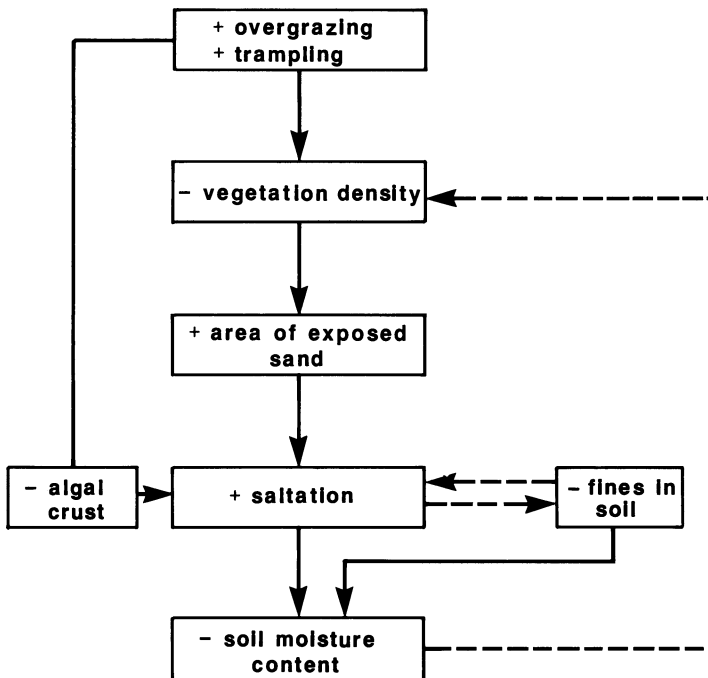 + overgrazing
+ trampling
− vegetation density
+ area of exposed
sand
− algal
crust
+ saltation
− fines in
soil
− soil moisture
content